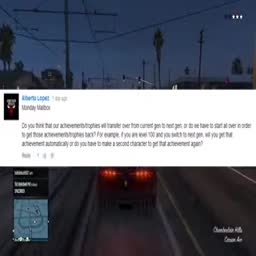 Alberto Lopez 1 day ago
Monday Mailbox
Do you think that our achievements/trophies will transfer over from current gen to next gen, or do we have to start all over in order
to get those achievements/trophies back? For example, if you are level 100 and you switch to next gen, will you get that
achievement automatically or do you have to make a second character to get that achievement again?
Reply
Chamberlain Hills
Carson Ave